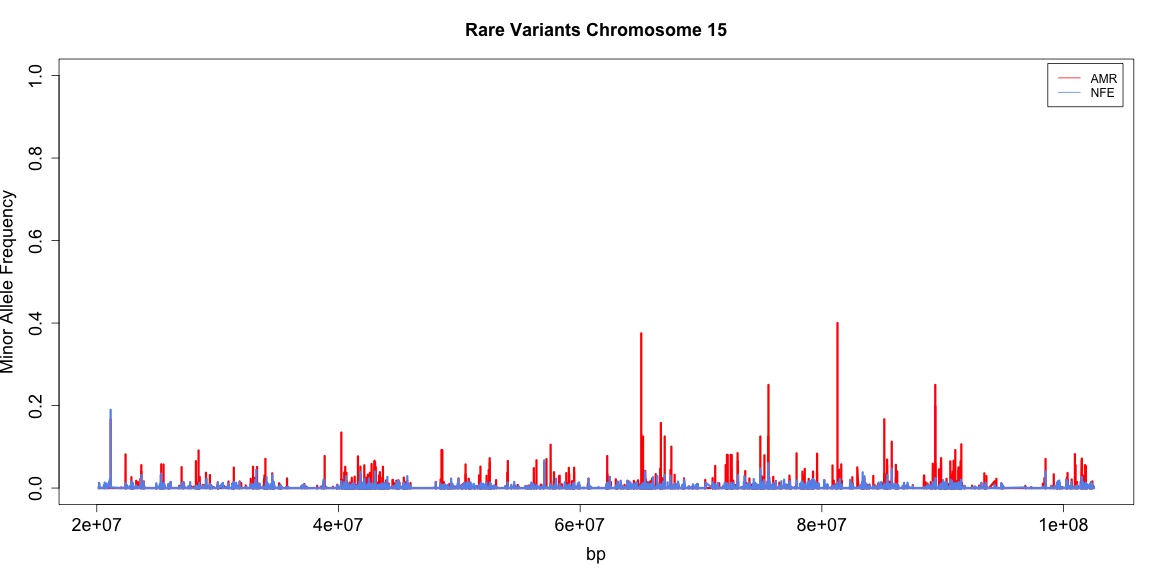 Rare Variants Chromosome 15
AMR
NFE
Minor Allele Frequency
1.0
0.8
0.6
0.4
0.2
0.0
2e+07 4e+07 6e+07 8e+07 1e+08
bp